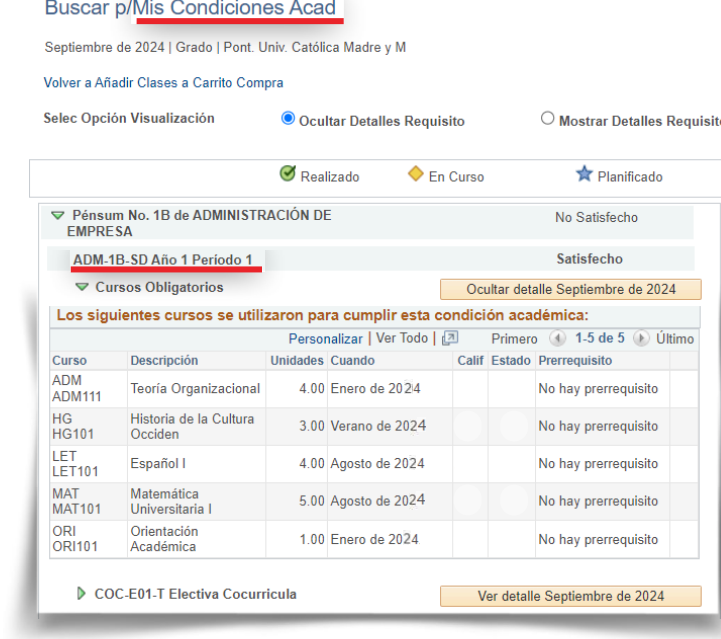 Buscar p/Mis Condiciones Acad
Septiembre de 2024 | Grado | Pont. Univ. Católica Madre y M
Volver a Añadir Clases a Carrito Compra
Selec Opción Visualización Ocultar Detalles Requisito Mostrar Detalles Requisito
Realizado En Curso Planificado
Pénsum No. 1B de ADMINISTRACIÓN DE No Satisfecho
EMPRESA
ADM-1B-SD Año 1 Período 1 Satisfecho
Cursos Obligatorios Ocultar detalle Septiembre de 2024
Los siguientes cursos se utilizaron para cumplir esta condición académica:
Personalizar | Ver Todo | Primero 1-5 de 5 Último
Curso Descripción Unidades Cuando Calif Estado Prerrequisito
ADM
ADM111 Teoría Organizacional 4.00 Enero de 2024 No hay prerrequisito
HG Historia de la Cultura
HG101 Occiden 3.00 Verano de 2024 No hay prerrequisito
LET
LET101 Español I 4.00 Agosto de 2024 No hay prerrequisito
MAT Matemática
MAT101 Universitaria I 5.00 Agosto de 2024 No hay prerrequisito
ORI Orientación
ORI101 Académica 1.00 Enero de 2024 No hay prerrequisito
COC-E01-T Electiva Cocurricula Ver detalle Septiembre de 2024